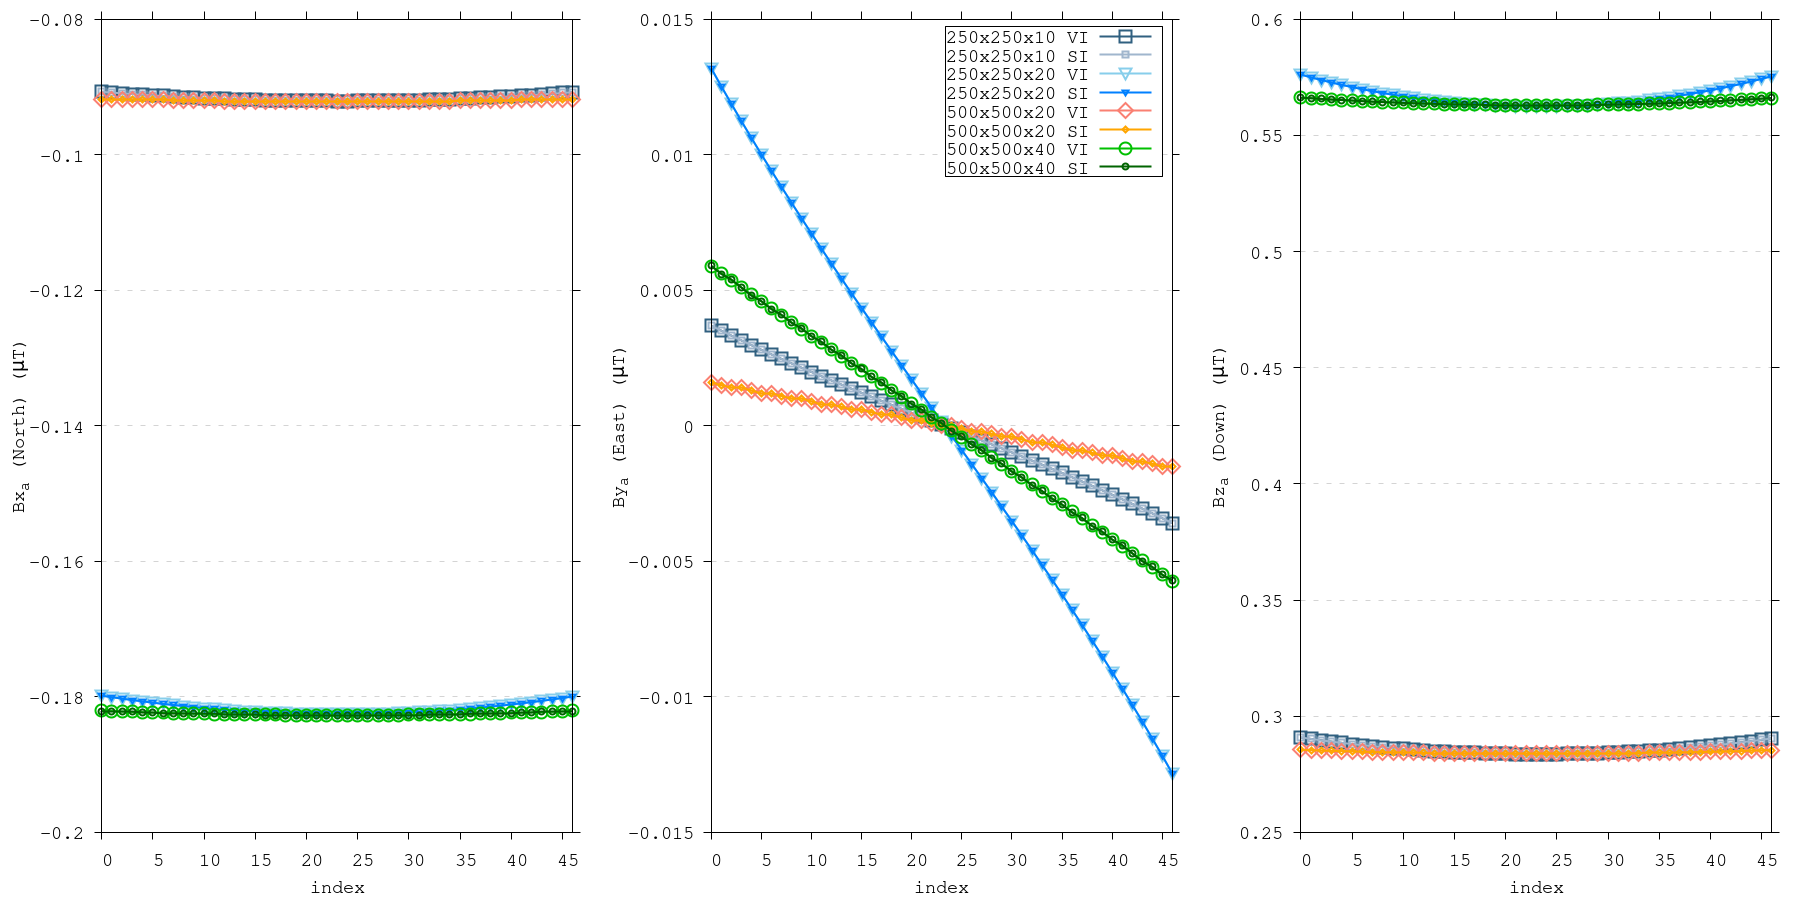 -0.08
-0.1
-0.12
-0.14
-0.16
-0.18
-0.2
0 5 10 15 20 25 30 35 40 45
index
Bxa (North) (µT)
0.015
0.01
0.005
0
-0.005
-0.01
-0.015
0 5 10 15 20 25 30 35 40 45
index
Bya (East) (µT)
250x250x10 VI
250x250x10 SI
250x250x20 VI
250x250x20 SI
500x500x20 VI
500x500x20 SI
500x500x40 VI
500x500x40 SI
0.6
0.55
0.5
0.45
0.4
0.35
0.3
0.25
0 5 10 15 20 25 30 35 40 45
index
Bza (Down) (µT)